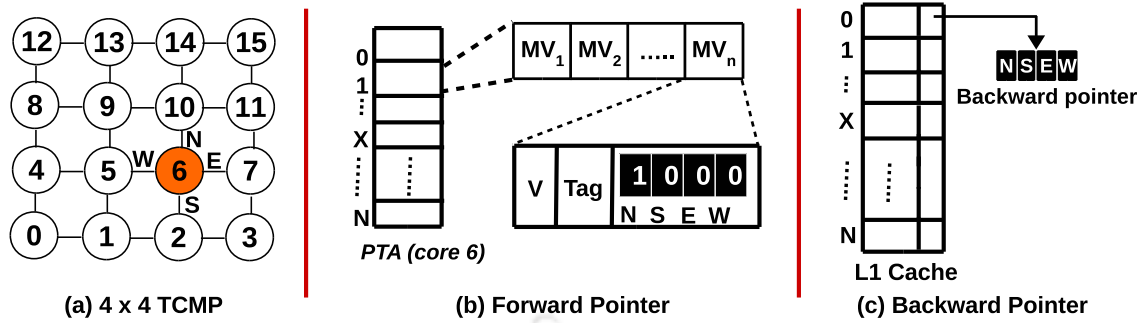 12 13 14 15
8 9 10 11
N
4 5 W 6 E 7
S
0 1 2 3
(a) 4 x 4 TCMP
0
1
X
N
PTA (core 6)
MV1 MV2 ..... MVn
V Tag 1 0 0 0
N S E W
(b) Forward Pointer
0
1
X
N
L1 Cache
N S E W
Backward pointer
(c) Backward Pointer